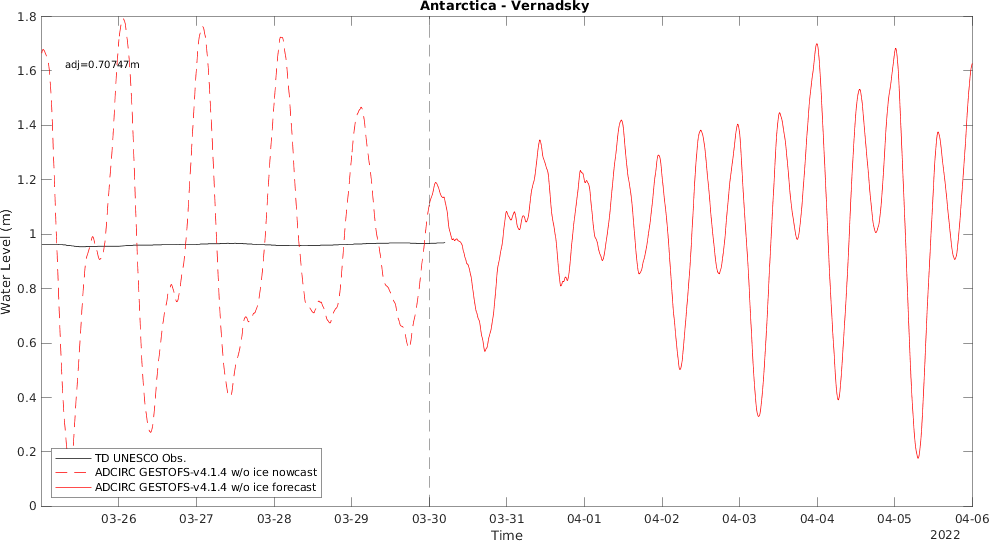 Antarctica - Vernadsky
adj=0.70747m
Water Level (m)
1.8
1.6
1.4
1.2
1
0.8
0.6
0.4
0.2
0
TD UNESCO Obs.
ADCIRC GESTOFS-v4.1.4 w/o ice nowcast
ADCIRC GESTOFS-v4.1.4 w/o ice forecast
03-26 03-27 03-28 03-29 03-30 03-31 04-01 04-02 04-03 04-04 04-05 04-06
Time
2022